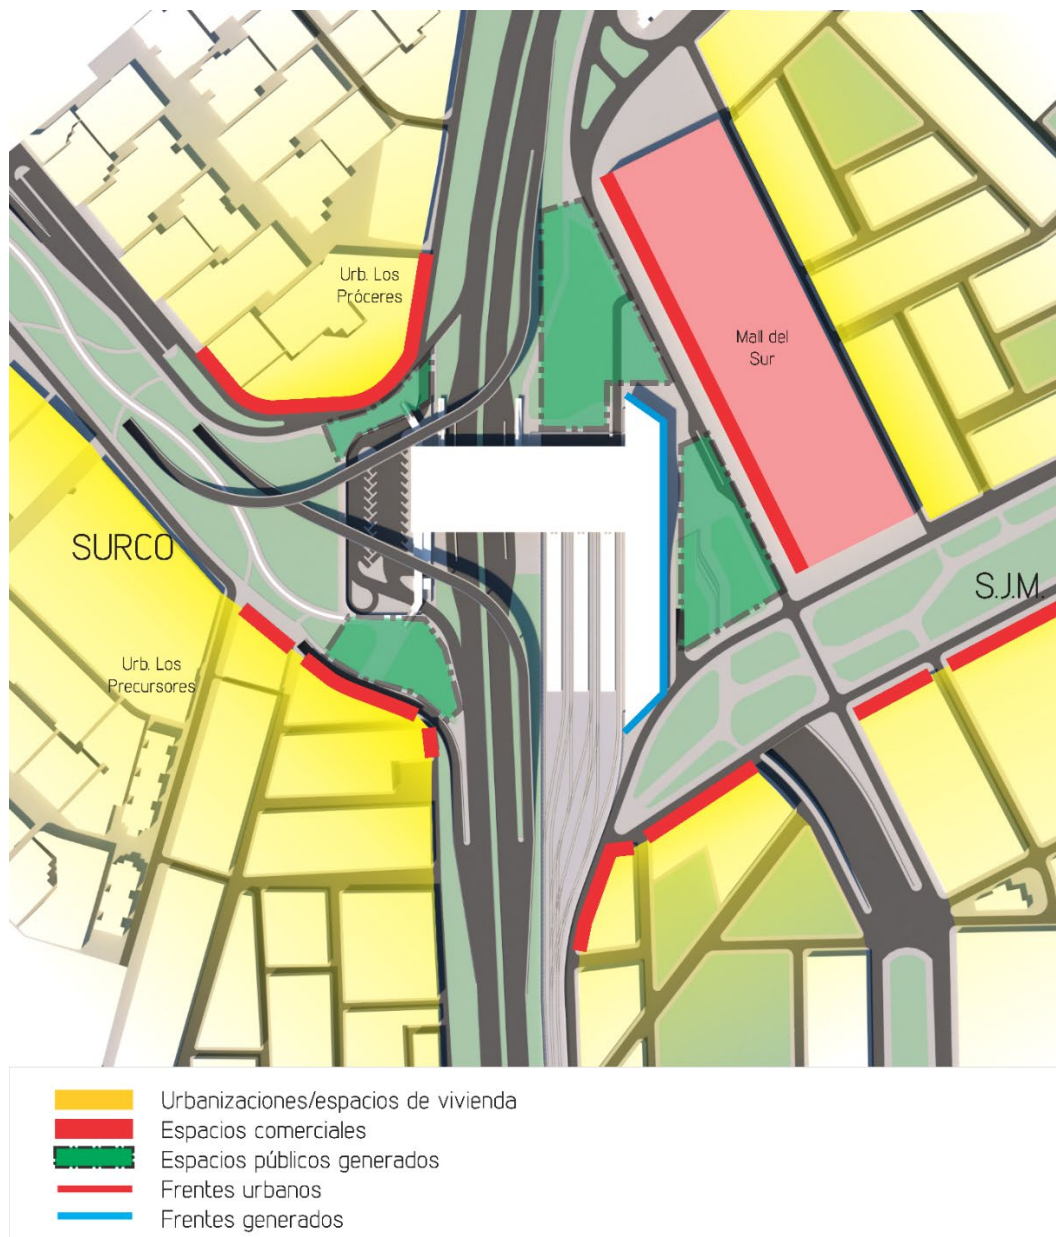 Urb. Los
Próceres
Mall del
Sur
SURCO
S.J.M.
Urb. Los
Precursores
Urbanizaciones/espacios de vivienda
Espacios comerciales
Espacios públicos generados
Frentes urbanos
Frentes generados